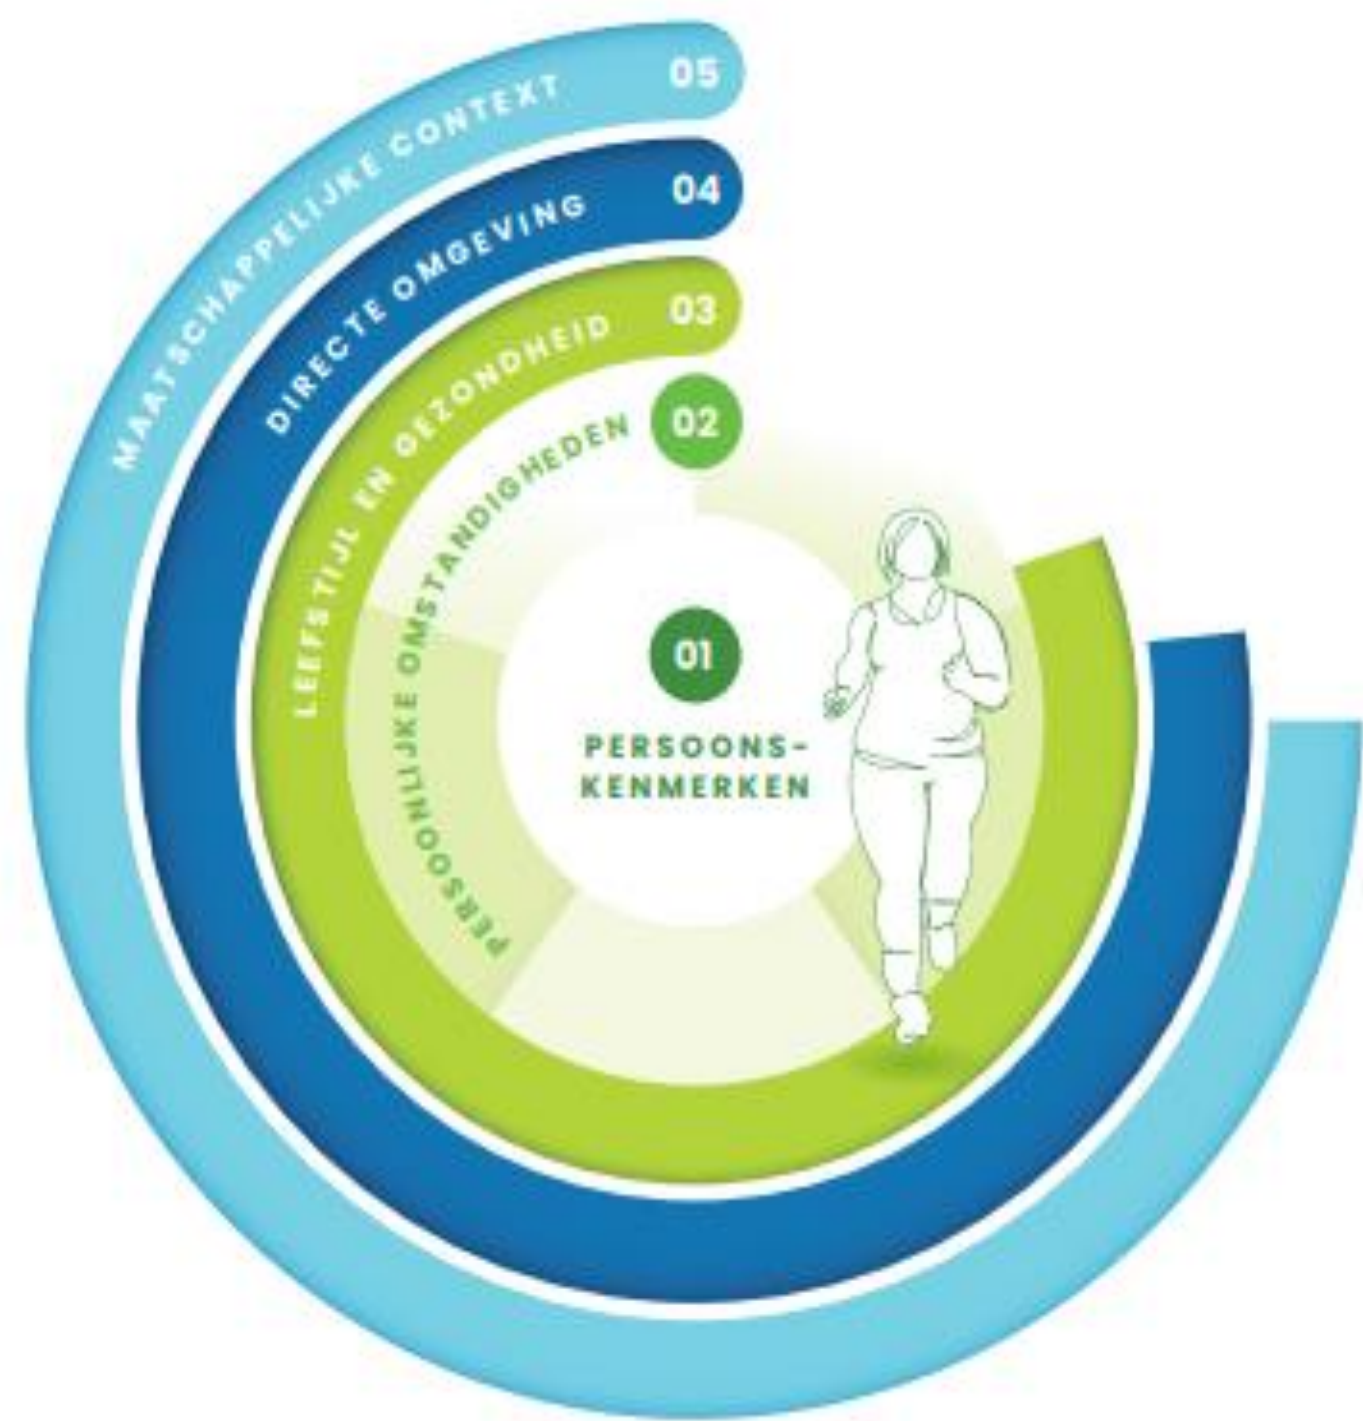 05
MAATSCHAPPELIJKE CONTEXT
04
DIRECTE OMGEVING
03
LEEFSTIJL EN GEZONDHEID
02
PERSOONLIJKE OMSTANDIGHEDEN
01
PERSOONS-
KENMERKEN